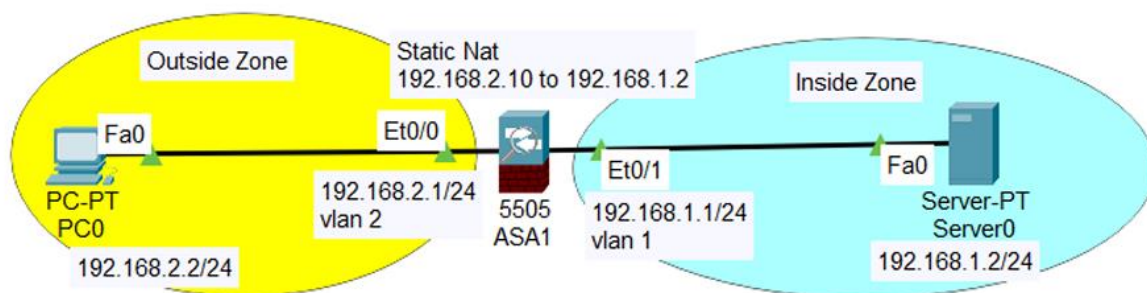 Outside Zone
Static Nat
192.168.2.10 to 192.168.1.2
Inside Zone
Fa0
Et0/0
Et0/1
Fa0
PC-PT
PC0
192.168.2.2/24
192.168.2.1/24
vlan 2
5505
ASA1
192.168.1.1/24
vlan 1
Server-PT
Server0
192.168.1.2/24